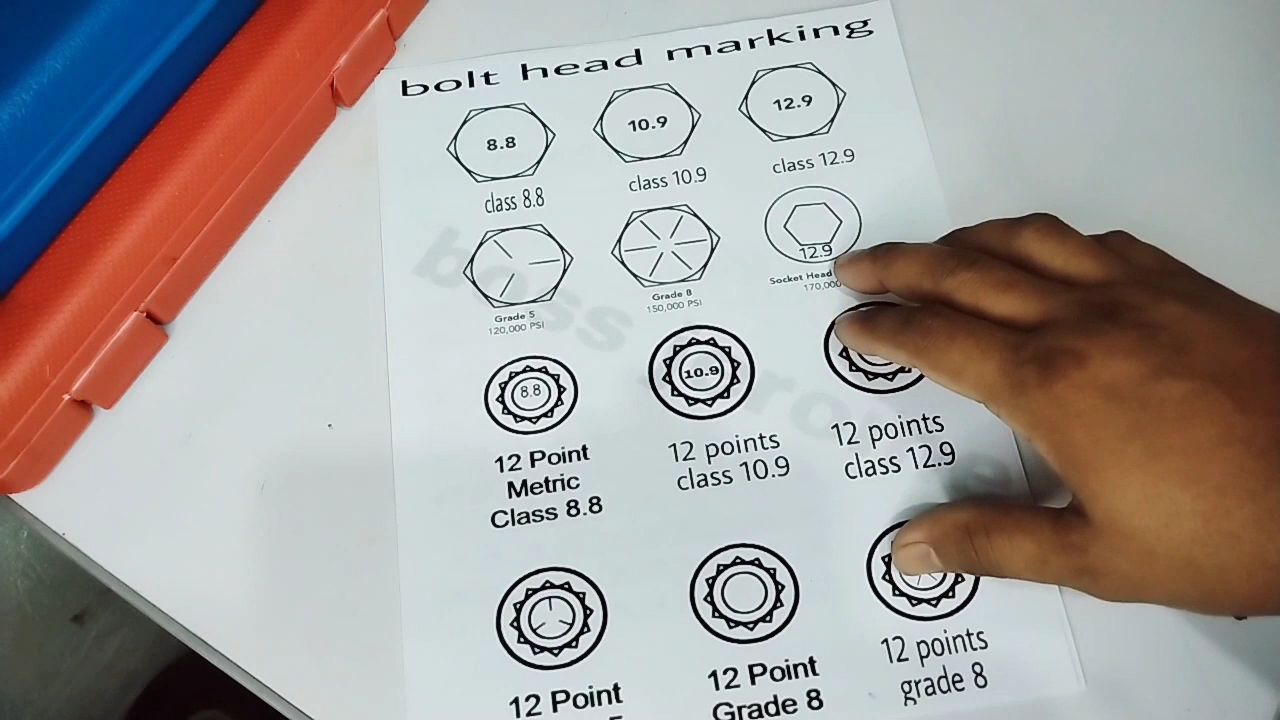 bolt head marking
8.8
10.9
12.9
class 8.8
class 10.9
class 12.9
12.9
Grade 5
120,000 PSI
Grade 8
150,000 PSI
Socket Head
170,000
8.8
10.9
12 Point
Metric
Class 8.8
12 points
class 10.9
12 points
class 12.9
12 Point
12 Point
Grade 8
12 points
grade 8
boss